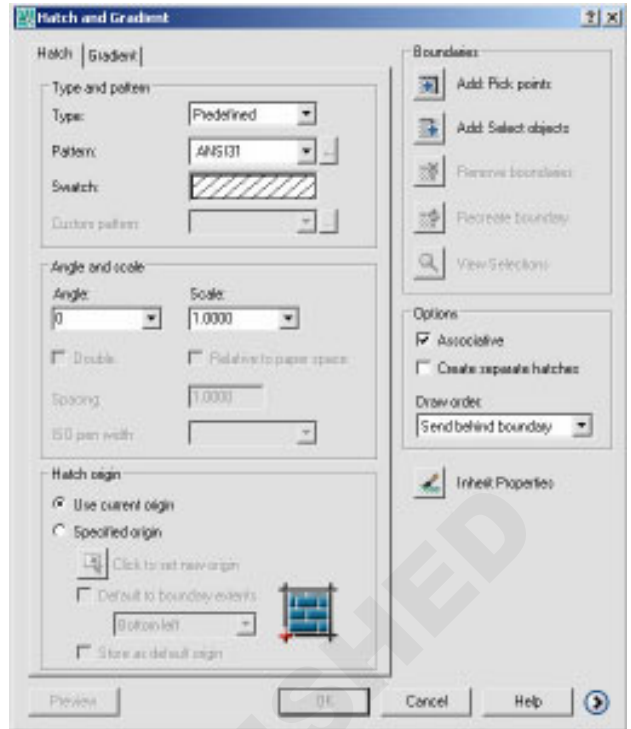 Hatch and Gradient
Hatch
Gradient
Type and pattern
Type:
Predefined
Pattern:
ANSI31
Swatch:
Custom pattern:
Angle and scale
Angle:
Scale:
0
1.0000
Double
Relative to paper space
Spacing:
1.0000
ISO pen width:
Hatch origin
Use current origin
Specified origin
Click to set new origin
Default to boundary extents
Bottom left
Store as default origin
Boundaries
Add: Pick points
Add: Select objects
Remove boundaries
Recreate boundary
View Selections
Options
Associative
Create separate hatches
Draw order:
Send behind boundary
Inherit Properties
Preview
OK
Cancel
Help